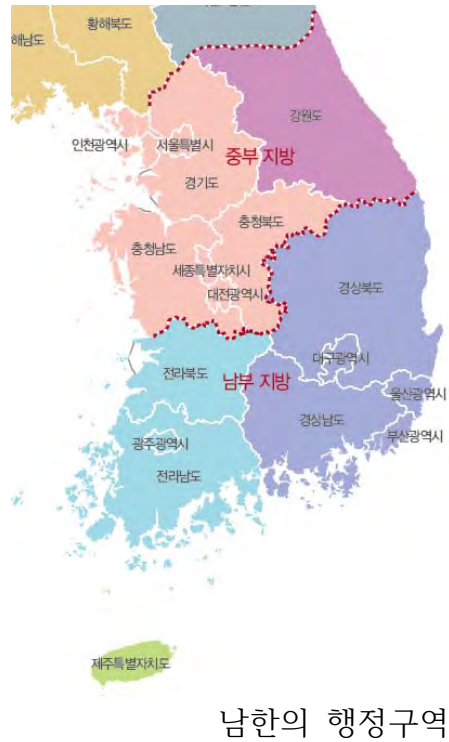 황해북도
해남도
강원도
인천광역시
서울특별시
중부 지방
경기도
충청북도
충청남도
세종특별자치시
대전광역시
경상북도
대구광역시
전라북도
남부 지방
울산광역시
경상남도
부산광역시
광주광역시
전라남도
제주특별자치도
남한의 행정구역